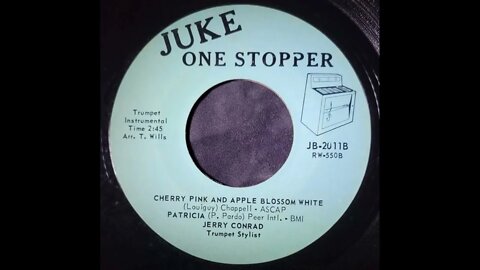 JUKE
ONE STOPPER
Trumpet
Instrumental
Time 2:45
Arr. T. Wills
JB-2011B
RW-550B
CHERRY PINK AND APPLE BLOSSOM WHITE
(Louiguy) Chappell - ASCAP
PATRICIA (P. Pardo) Peer Intl. - BMI
JERRY CONRAD
Trumpet Stylist